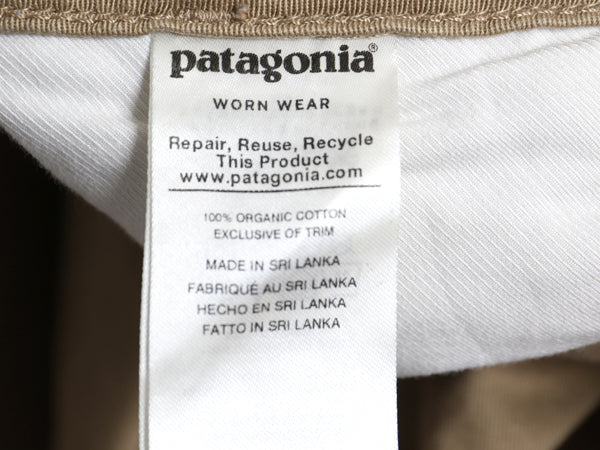 patagonia®
WORN WEAR
Repair, Reuse, Recycle
This Product
www.patagonia.com
100% ORGANIC COTTON
EXCLUSIVE OF TRIM
MADE IN SRI LANKA
FABRIQUÉ AU SRI LANKA
HECHO EN SRI LANKA
FATTO IN SRI LANKA